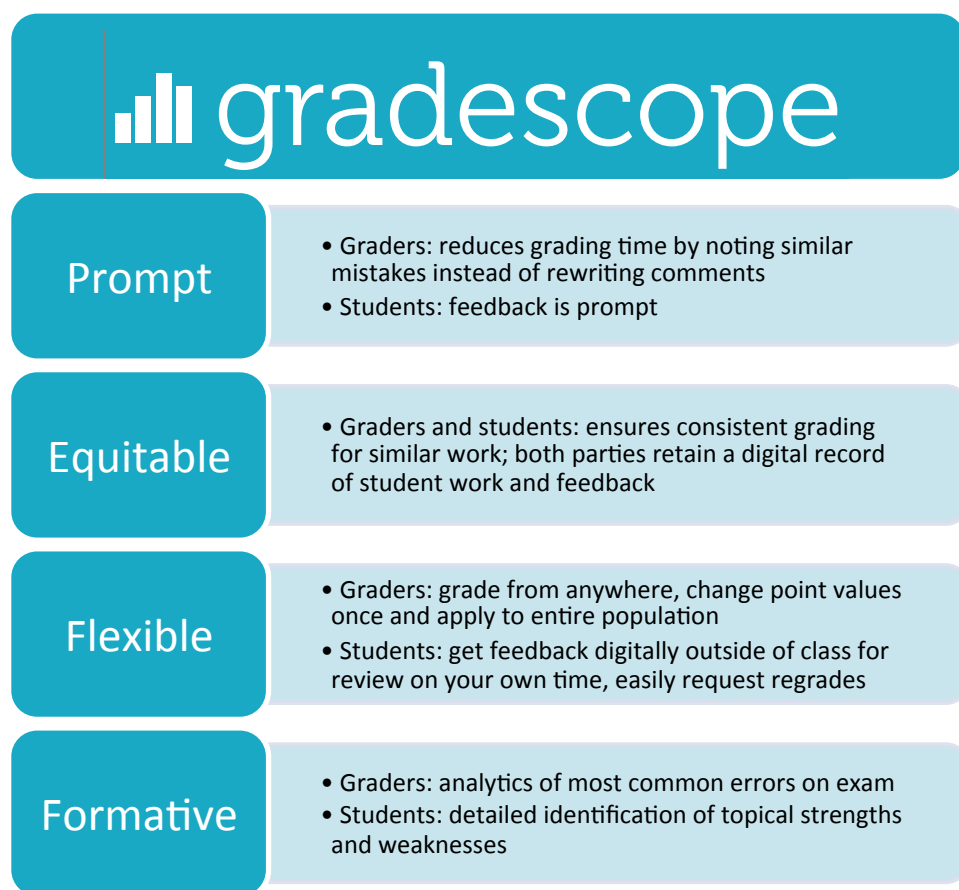 gradescope
Prompt
• Graders: reduces grading time by noting similar
mistakes instead of rewriting comments
• Students: feedback is prompt
Equitable
• Graders and students: ensures consistent grading
for similar work; both parties retain a digital record
of student work and feedback
Flexible
• Graders: grade from anywhere, change point values
once and apply to entire population
• Students: get feedback digitally outside of class for
review on your own time, easily request regrades
Formative
• Graders: analytics of most common errors on exam
• Students: detailed identification of topical strengths
and weaknesses